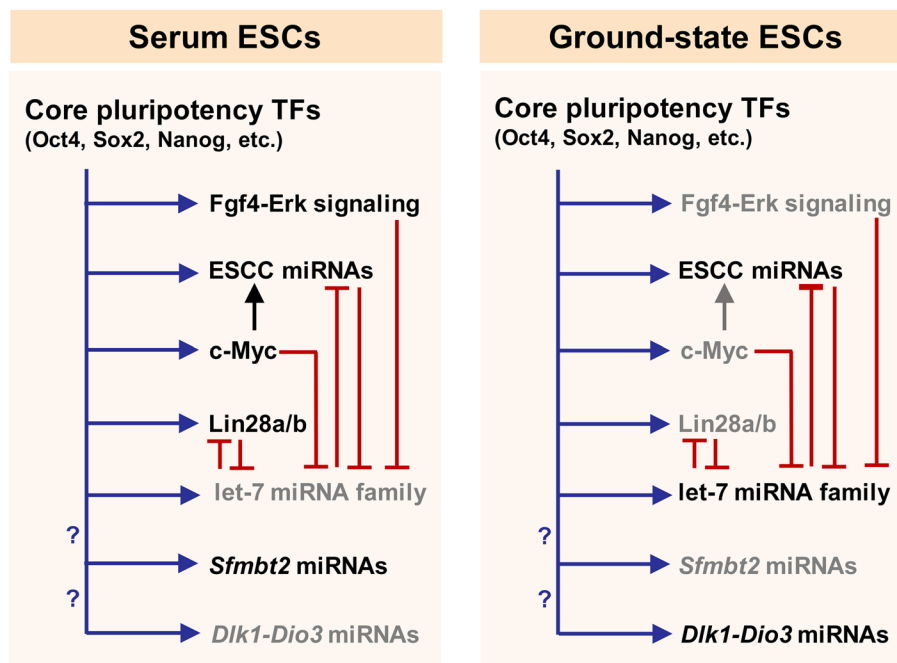 Serum ESCs
Core pluripotency TFs
(Oct4, Sox2, Nanog, etc.)
Fgf4-Erk signaling
ESCC miRNAs
c-Myc
Lin28a/b
let-7 miRNA family
?
Sfmbt2 miRNAs
?
Dlk1-Dio3 miRNAs
Ground-state ESCs
Core pluripotency TFs
(Oct4, Sox2, Nanog, etc.)
Fgf4-Erk signaling
ESCC miRNAs
c-Myc
Lin28a/b
let-7 miRNA family
?
Sfmbt2 miRNAs
?
Dlk1-Dio3 miRNAs